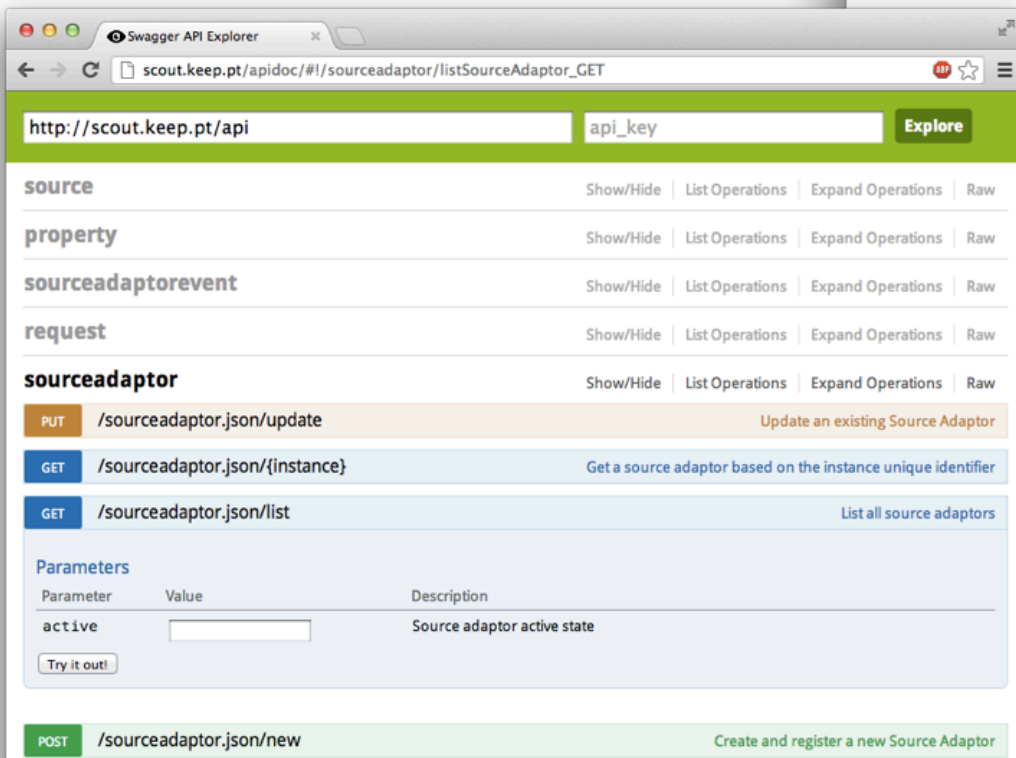 Swagger API Explorer
scout.keep.pt/apidoc/#!/sourceadaptor/listSourceAdaptor_GET ABP
http://scout.keep.pt/api api_key Explore
source Show/Hide List Operations Expand Operations Raw
property Show/Hide List Operations Expand Operations Raw
sourceadaptorevent Show/Hide List Operations Expand Operations Raw
request Show/Hide List Operations Expand Operations Raw
sourceadaptor Show/Hide List Operations Expand Operations Raw
PUT /sourceadaptor.json/update Update an existing Source Adaptor
GET /sourceadaptor.json/{instance} Get a source adaptor based on the instance unique identifier
GET /sourceadaptor.json/list List all source adaptors
Parameters
Parameter Value Description
active Source adaptor active state
Try it out!
POST /sourceadaptor.json/new Create and register a new Source Adaptor